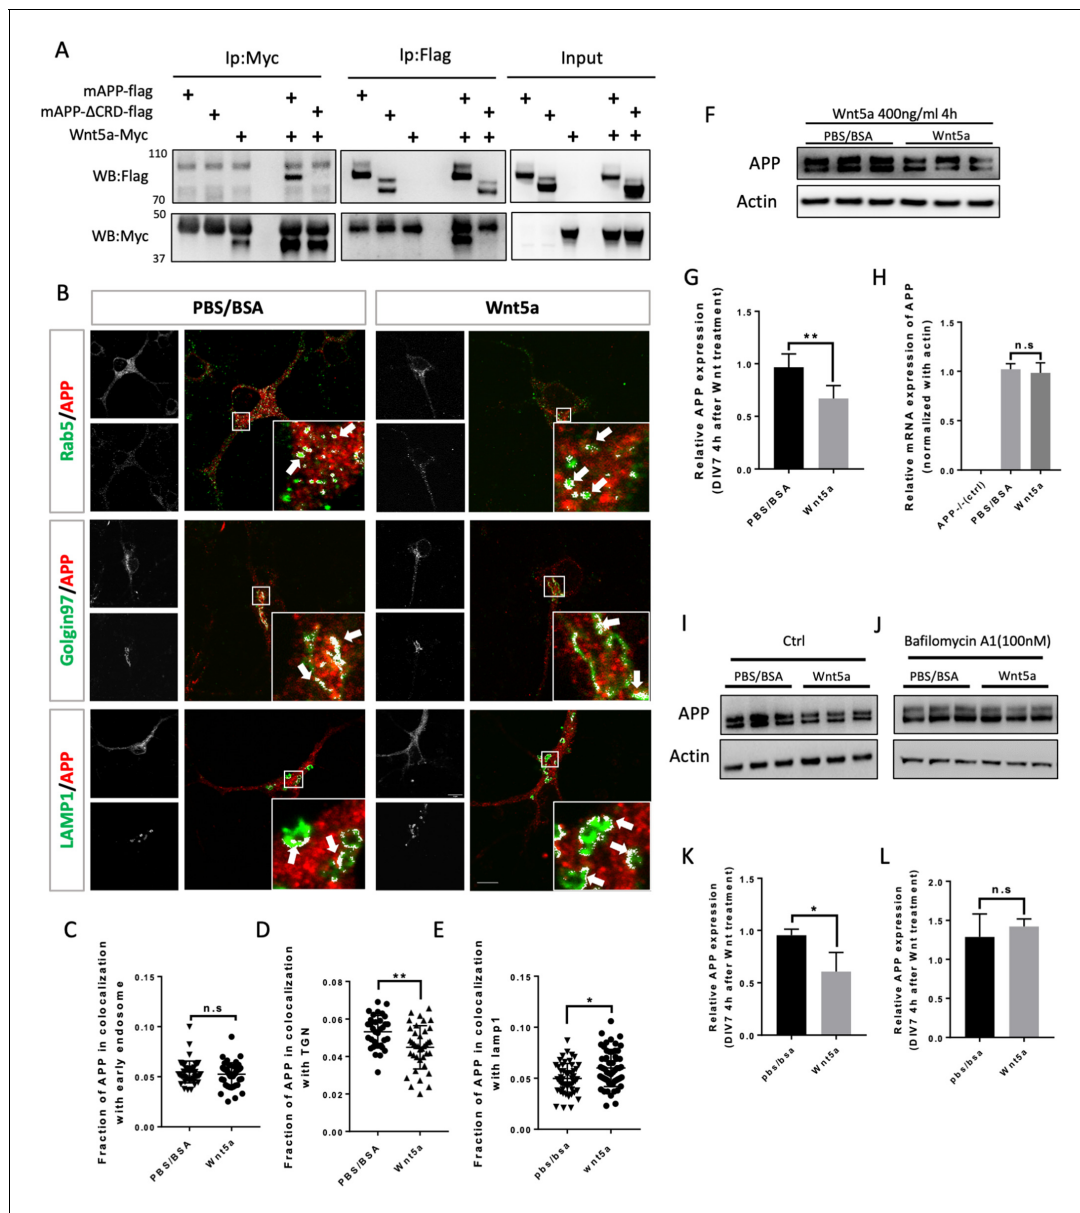 A
Ip:Myc
Ip:Flag
Input
mAPP-flag
+
+
+
+
+
+
mAPP-ΔCRD-flag
+
+
+
+
+
+
Wnt5a-Myc
+
+
+
+
+
+
+
+
+
110
WB:Flag
70
50
WB:Myc
37
B
PBS/BSA
Wnt5a
Rab5/APP
Golgin97/APP
LAMP1/APP
C
Fraction of APP in colocalization
with early endosome
0.15
0.10
0.05
0.00
n.s
PBS/BSA
Wnt5a
D
Fraction of APP in colocalization
with TGN
0.08
0.06
0.04
0.02
0.00
**
PBS/BSA
Wnt5a
E
Fraction of APP in colocalization
with lamp1
0.15
0.10
0.05
0.00
*
pbs/bsa
wnt5a
F
Wnt5a 400ng/ml 4h
PBS/BSA
Wnt5a
APP
Actin
G
Relative APP expression
(DIV7 4h after Wnt treatment)
1.5
1.0
0.5
0.0
**
PBS/BSA
Wnt5a
H
Relative mRNA expression of APP
(normalized with actin)
1.5
1.0
0.5
0.0
n.s
APP-/-(ctrl)
PBS/BSA
Wnt5a
I
Ctrl
PBS/BSA
Wnt5a
APP
Actin
J
Bafilomycin A1(100nM)
PBS/BSA
Wnt5a
K
Relative APP expression
(DIV7 4h after Wnt treatment)
1.5
1.0
0.5
0.0
*
pbs/bsa
Wnt5a
L
Relative APP expression
(DIV7 4h after Wnt treatment)
2.0
1.5
1.0
0.5
0.0
n.s
pbs/bsa
Wnt5a